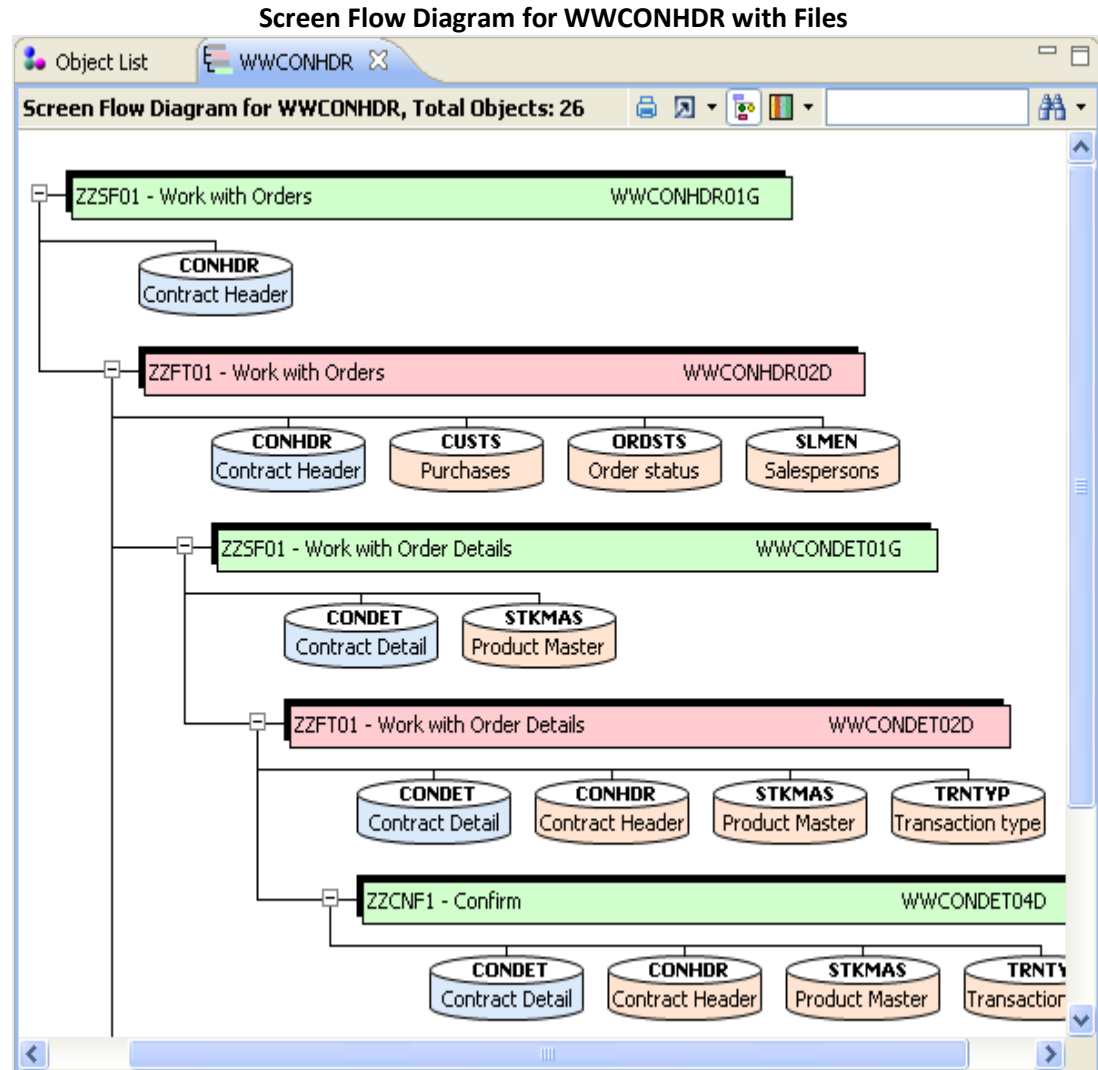 Screen Flow Diagram for WWCONHDR with Files
Object List WWCONHDR
Screen Flow Diagram for WWCONHDR, Total Objects: 26
ZZSF01 - Work with Orders WWCONHDR01G
CONHDR
Contract Header
ZZFT01 - Work with Orders WWCONHDR02D
CONHDR CUSTS ORDSTS SLMEN
Contract Header Purchases Order status Salespersons
ZZSF01 - Work with Order Details WWCONDET01G
CONDET STKMAS
Contract Detail Product Master
ZZFT01 - Work with Order Details WWCONDET02D
CONDET CONHDR STKMAS TRNTYP
Contract Detail Contract Header Product Master Transaction type
ZZCNF1 - Confirm WWCONDET04D
CONDET CONHDR STKMAS TRNTY
Contract Detail Contract Header Product Master Transaction